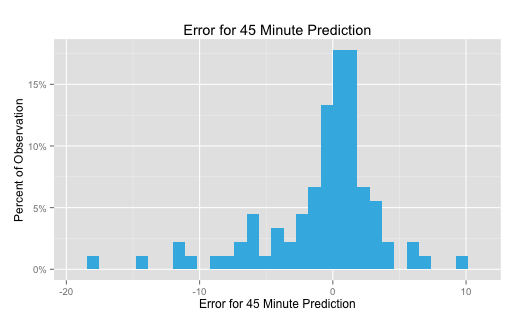 Error for 45 Minute Prediction
Percent of Observation
15%
10%
5%
0%
-20
-10
0
10
Error for 45 Minute Prediction